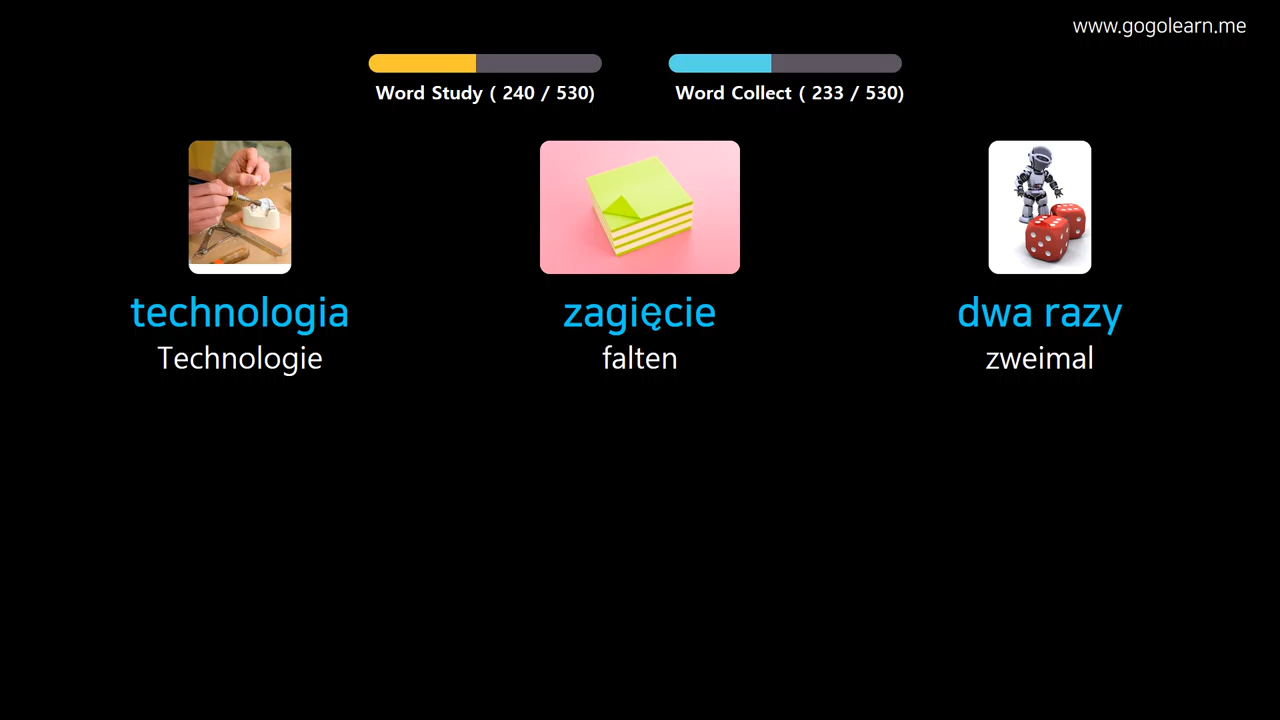 www.gogolearn.me
Word Study ( 240 / 530)
Word Collect ( 233 / 530)
technologia
Technologie
zagięcie
falten
dwa razy
zweimal